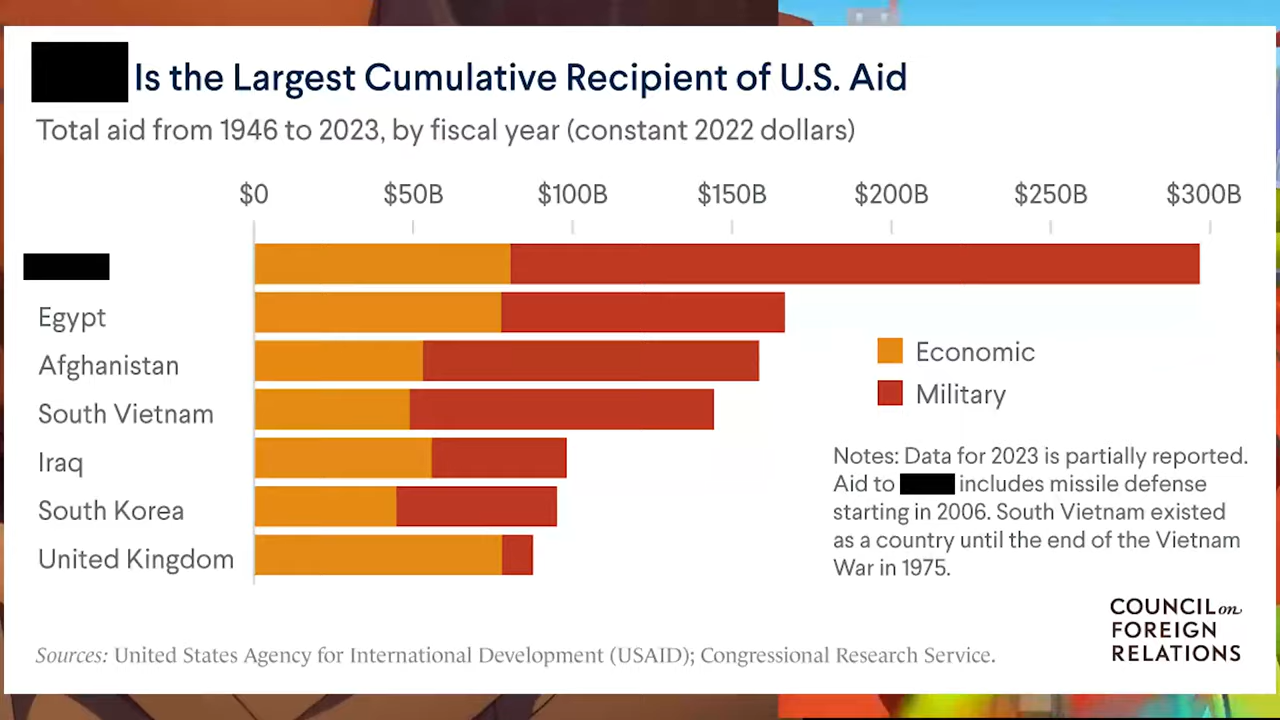 Is the Largest Cumulative Recipient of U.S. Aid
Total aid from 1946 to 2023, by fiscal year (constant 2022 dollars)
$0 $50B $100B $150B $200B $250B $300B
Egypt
Afghanistan
South Vietnam
Iraq
South Korea
United Kingdom
Economic
Military
Notes: Data for 2023 is partially reported.
Aid to includes missile defense
starting in 2006. South Vietnam existed
as a country until the end of the Vietnam
War in 1975.
COUNCIL on
FOREIGN
RELATIONS
Sources: United States Agency for International Development (USAID); Congressional Research Service.